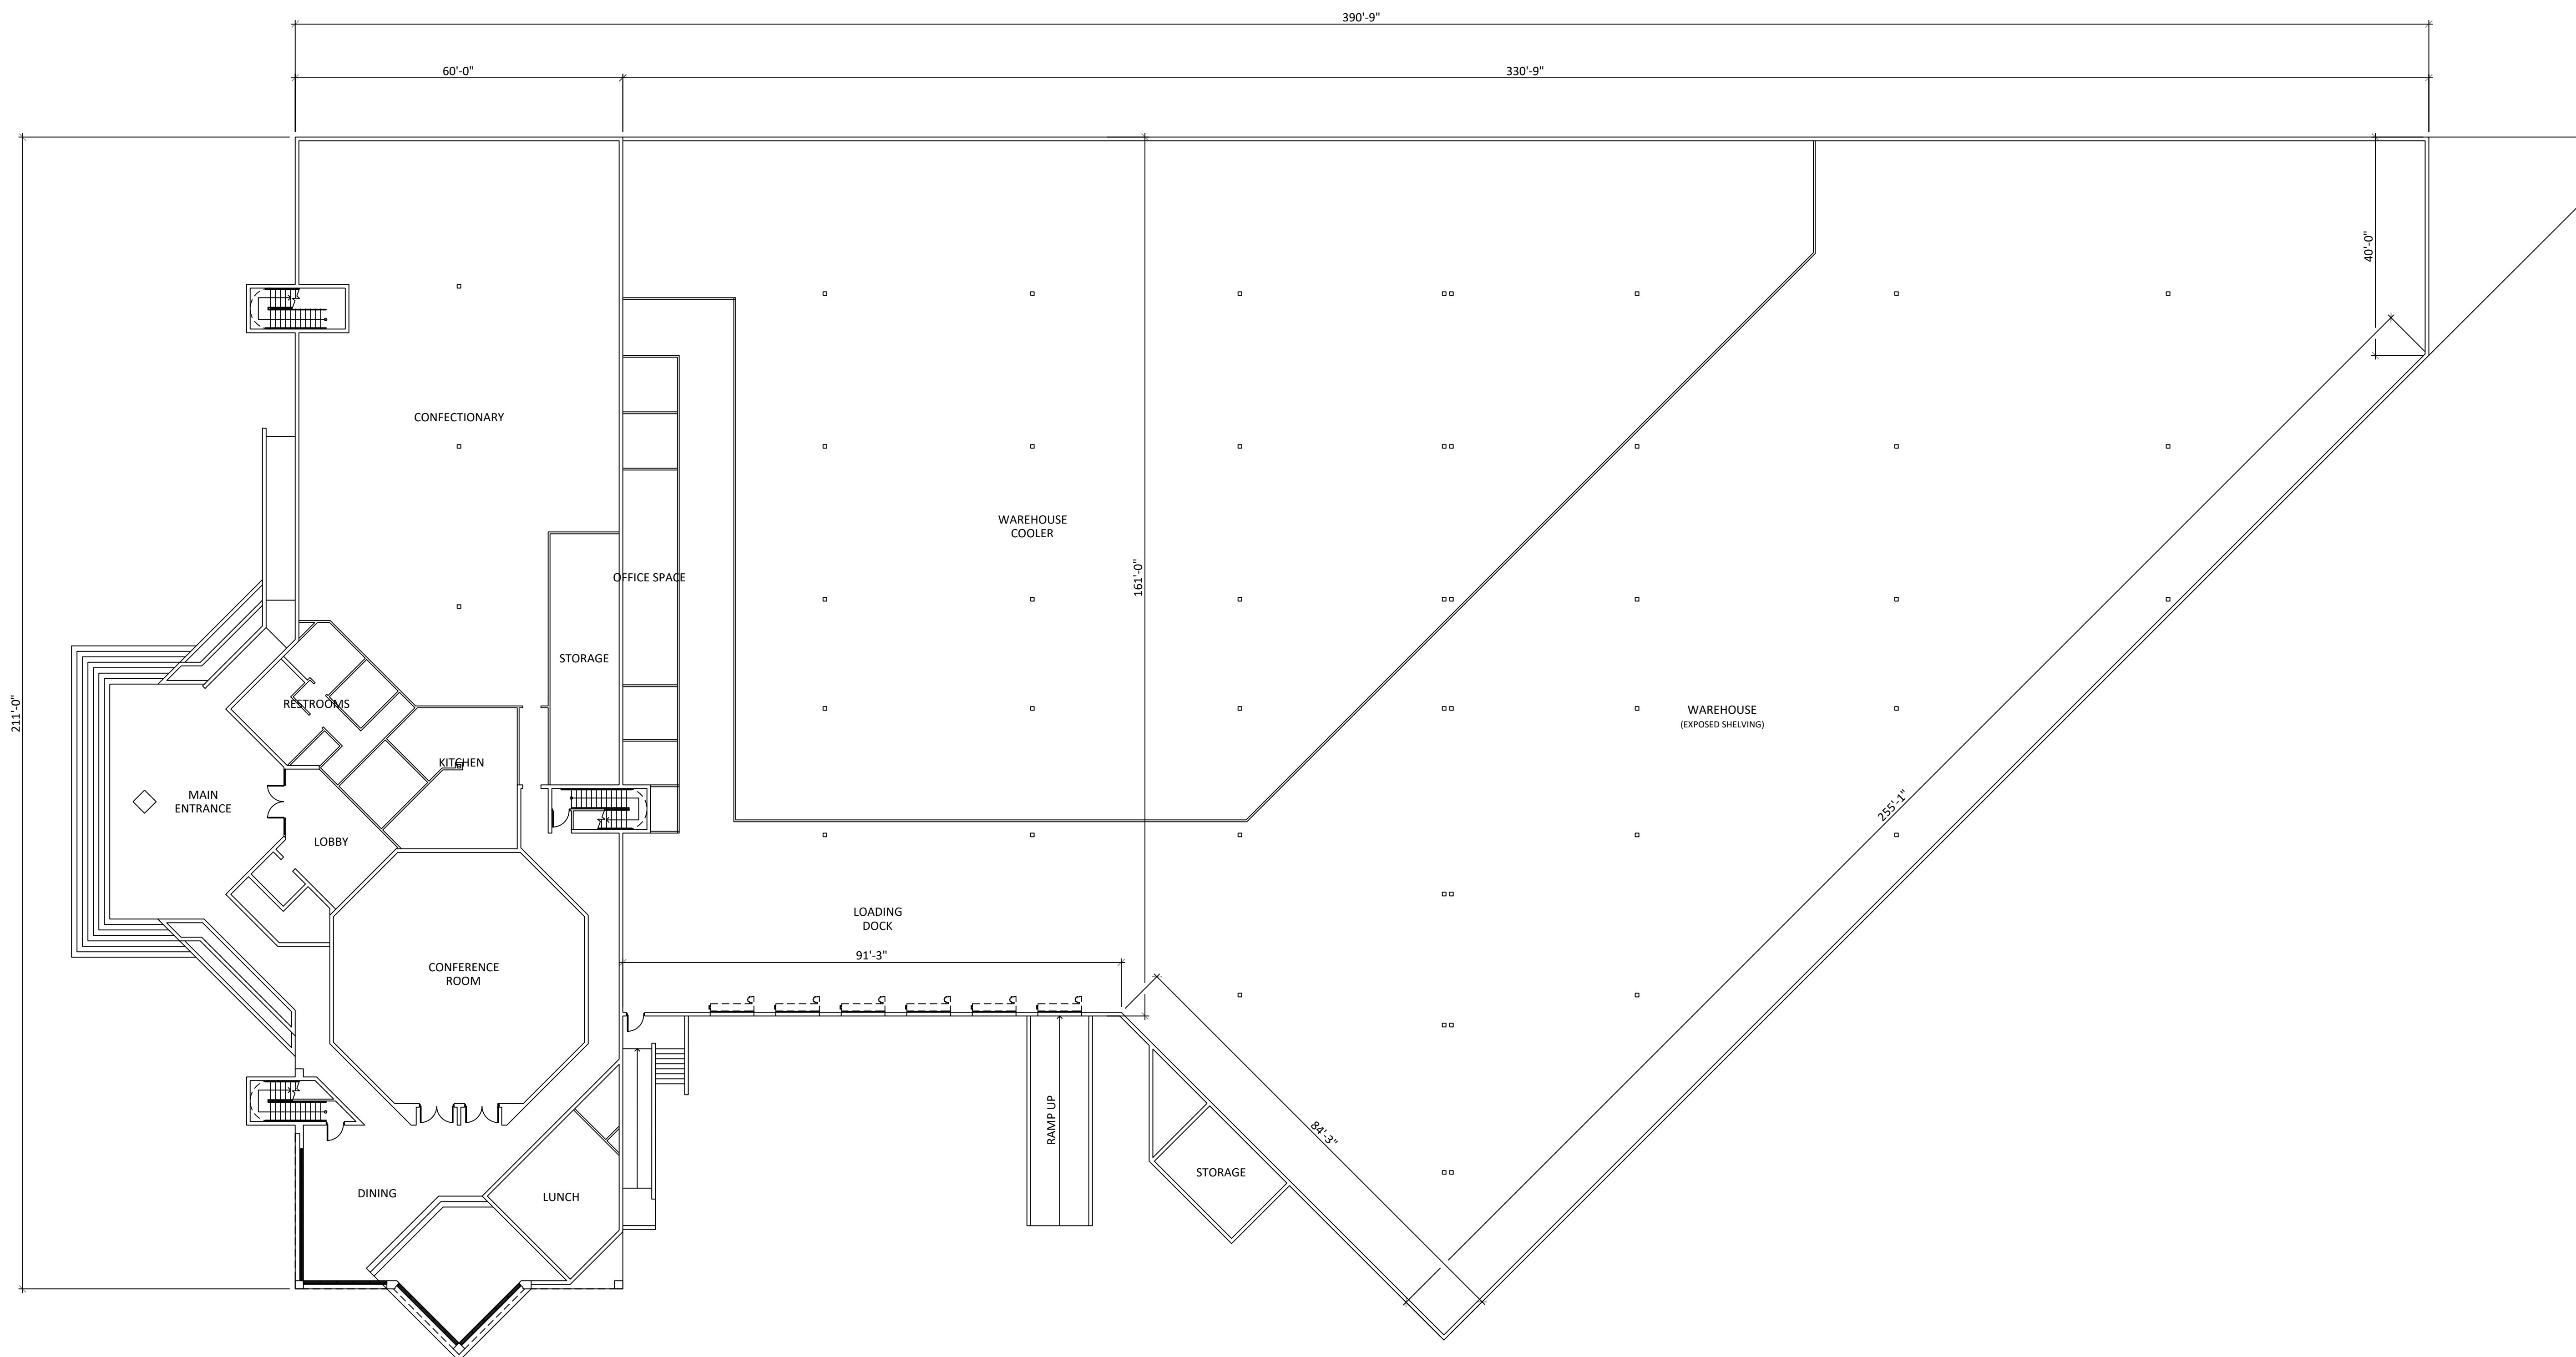 390'-9"
60'-0"
330'-9"
40'-0"
CONFECTIONARY
WAREHOUSE
COOLER
OFFICE SPACE
161'-0"
STORAGE
RESTROOMS
211'-0"
WAREHOUSE
(EXPOSED SHELVING)
KITCHEN
MAIN
ENTRANCE
255'-1"
LOBBY
LOADING
DOCK
91'-3"
CONFERENCE
ROOM
RAMP UP
84'-3"
STORAGE
DINING
LUNCH